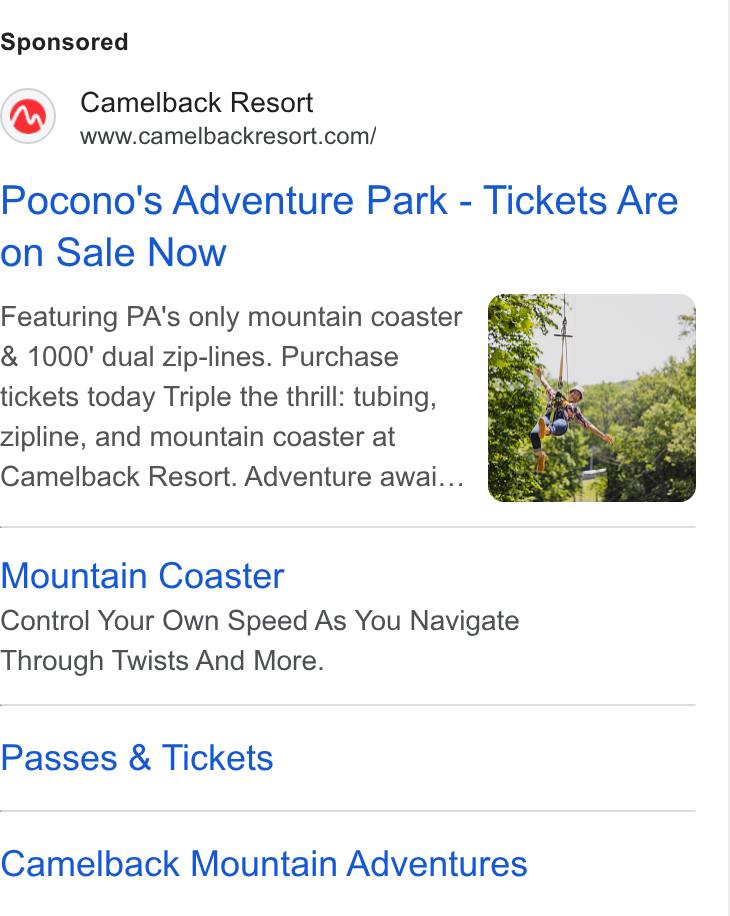 Sponsored
Camelback Resort
www.camelbackresort.com/
Pocono's Adventure Park - Tickets Are
on Sale Now
Featuring PA's only mountain coaster
& 1000' dual zip-lines. Purchase
tickets today Triple the thrill: tubing,
zipline, and mountain coaster at
Camelback Resort. Adventure awai...
Mountain Coaster
Control Your Own Speed As You Navigate
Through Twists And More.
Passes & Tickets
Camelback Mountain Adventures